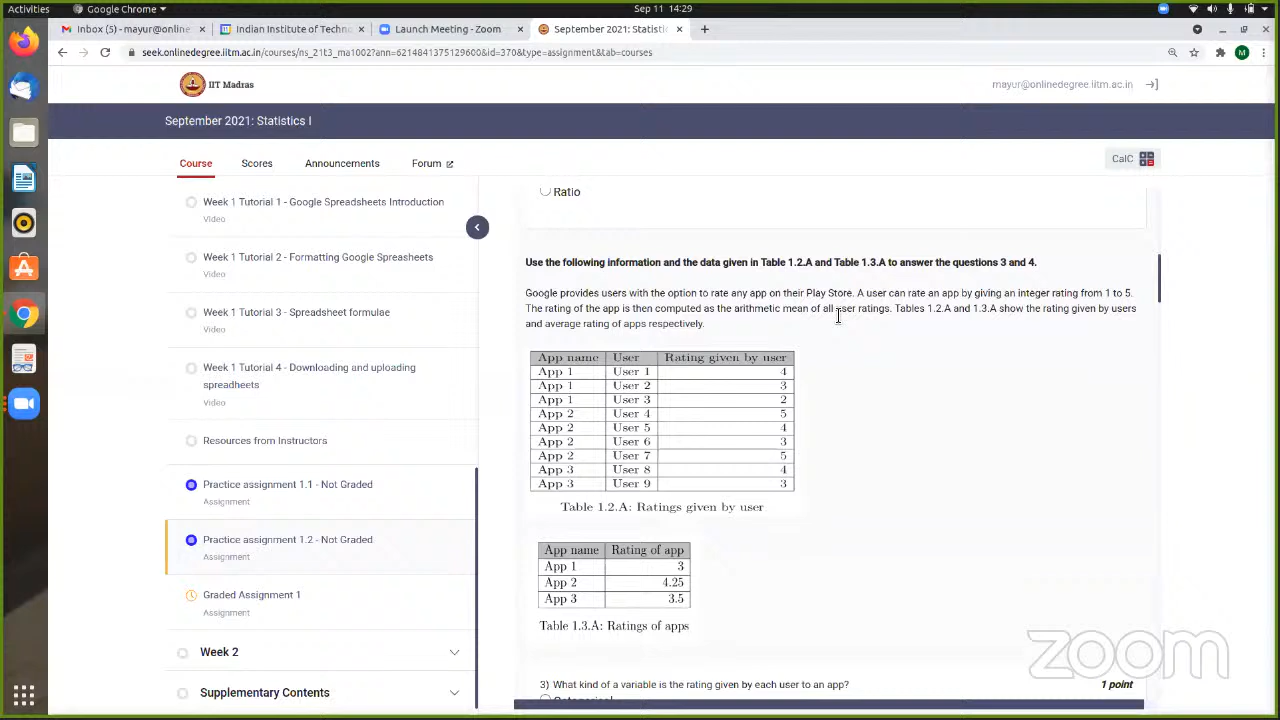 Activities Google Chrome Sep 11 14:29
Inbox (5) - mayur@online Indian Institute of Techno Launch Meeting - Zoom September 2021: Statistic
seek.onlinedegree.iitm.ac.in/courses/ns_21t3_ma1002?ann=6214841375129600&id=370&type=assignment&tab=courses M
IIT Madras mayur@onlinedegree.iitm.ac.in
September 2021: Statistics I
Course Scores Announcements Forum CalC
Week 1 Tutorial 1 - Google Spreadsheets Introduction
Video
Week 1 Tutorial 2 - Formatting Google Spreasheets
Video
Week 1 Tutorial 3 - Spreadsheet formulae
Video
Week 1 Tutorial 4 - Downloading and uploading
spreadheets
Video
Resources from Instructors
Practice assignment 1.1 - Not Graded
Assignment
Practice assignment 1.2 - Not Graded
Assignment
Graded Assignment 1
Assignment
Week 2
Supplementary Contents
Ratio
Use the following information and the data given in Table 1.2.A and Table 1.3.A to answer the questions 3 and 4.
Google provides users with the option to rate any app on their Play Store. A user can rate an app by giving an integer rating from 1 to 5.
The rating of the app is then computed as the arithmetic mean of all user ratings. Tables 1.2.A and 1.3.A show the rating given by users
and average rating of apps respectively.
App name User Rating given by user
App 1 User 1 4
App 1 User 2 3
App 1 User 3 2
App 2 User 4 5
App 2 User 5 4
App 2 User 6 3
App 2 User 7 5
App 3 User 8 4
App 3 User 9 3
Table 1.2.A: Ratings given by user
App name Rating of app
App 1 3
App 2 4.25
App 3 3.5
Table 1.3.A: Ratings of apps
zoom
3) What kind of a variable is the rating given by each user to an app? 1 point
Categorical